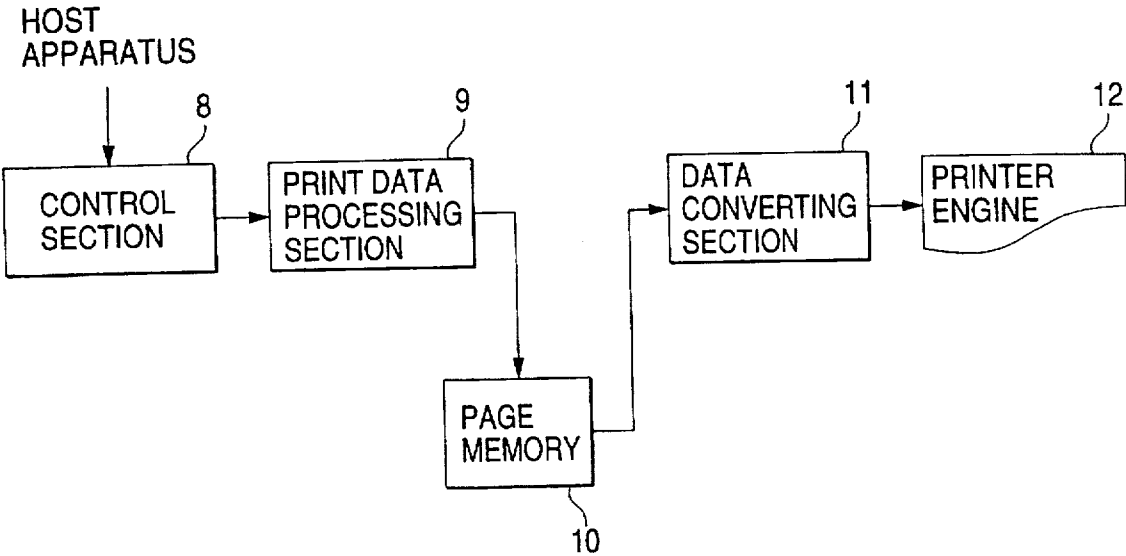 HOST
APPARATUS
8
CONTROL
SECTION
9
PRINT DATA
PROCESSING
SECTION
PAGE
MEMORY
10
11
DATA
CONVERTING
SECTION
12
PRINTER
ENGINE